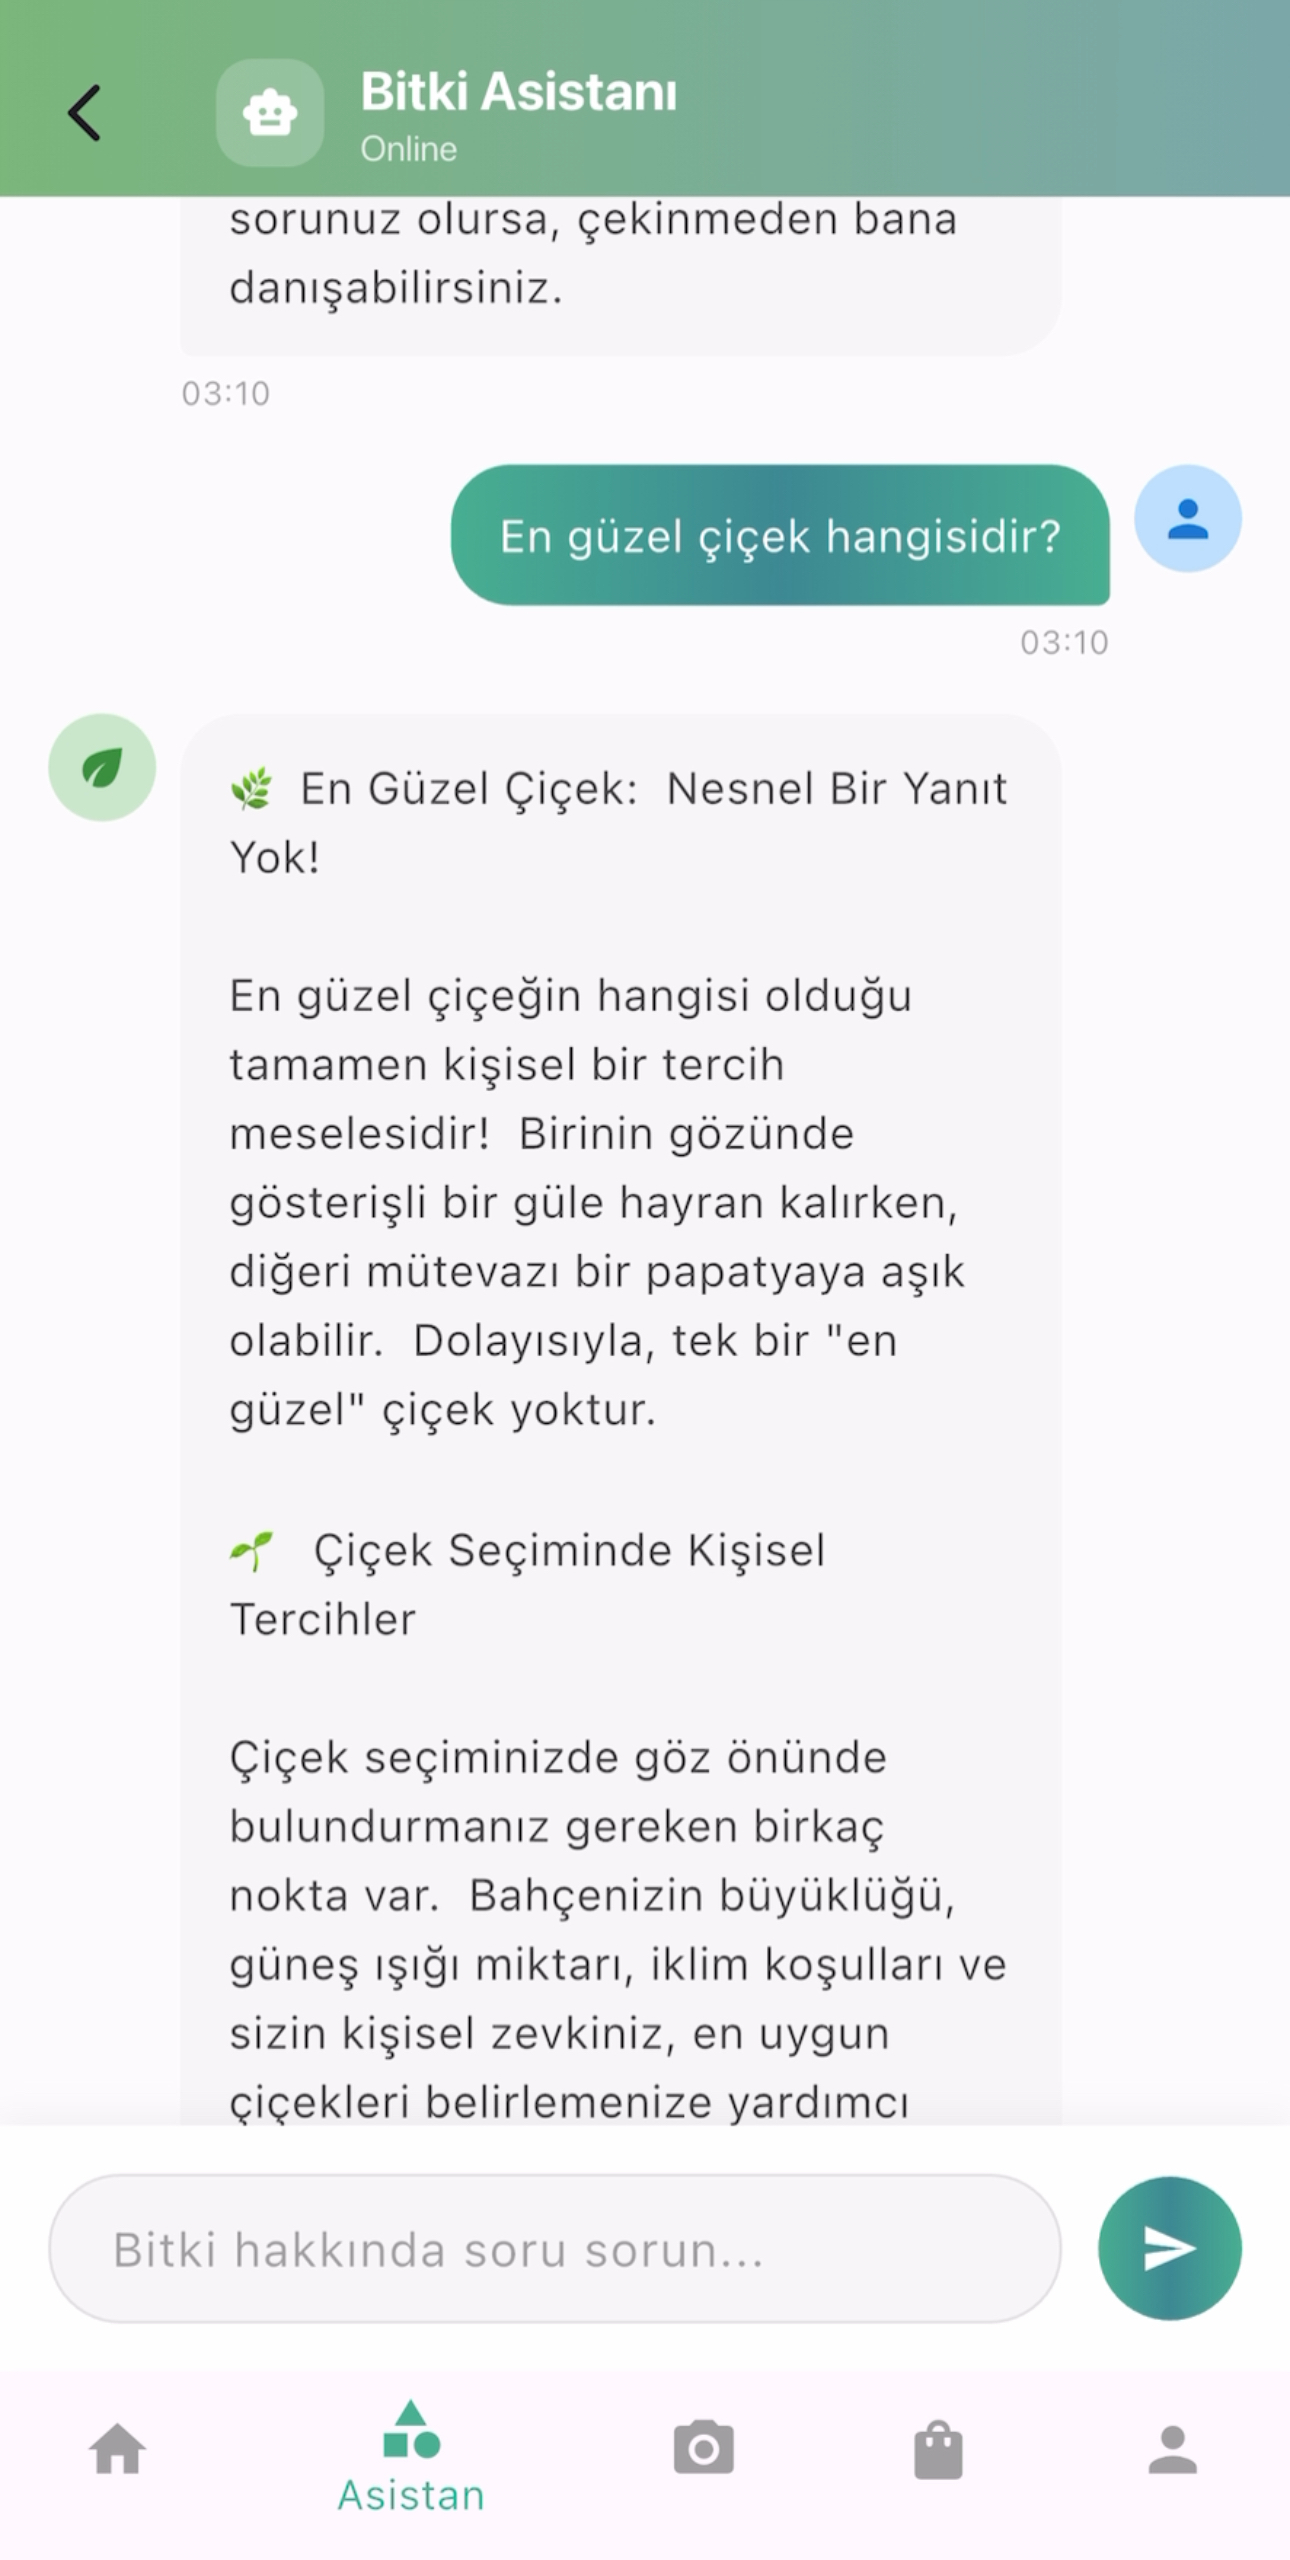 Bitki Asistanı
Online
sorunuz olursa, çekinmeden bana
danışabilirsiniz.
03:10
En güzel çiçek hangisidir?
03:10
🌿 En Güzel Çiçek: Nesnel Bir Yanıt
Yok!
En güzel çiçeğin hangisi olduğu
tamamen kişisel bir tercih
meselesidir! Birinin gözünde
gösterişli bir güle hayran kalırken,
diğeri mütevazı bir papatyaya aşık
olabilir. Dolayısıyla, tek bir "en
güzel" çiçek yoktur.
🌱 Çiçek Seçiminde Kişisel
Tercihler
Çiçek seçiminizde göz önünde
bulundurmanız gereken birkaç
nokta var. Bahçenizin büyüklüğü,
güneş ışığı miktarı, iklim koşulları ve
sizin kişisel zevkiniz, en uygun
çiçekleri belirlemenize yardımcı
Bitki hakkında soru sorun...
Asistan